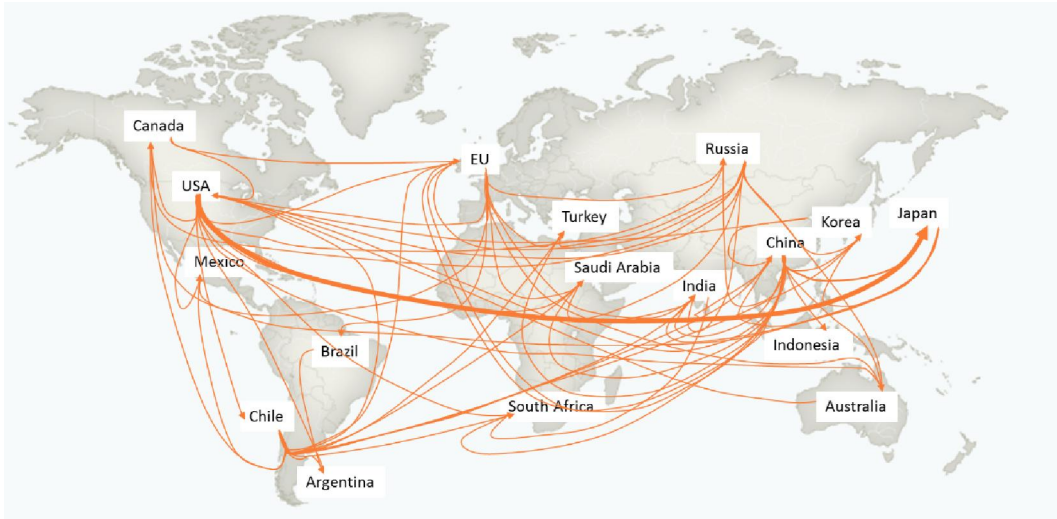 Canada
EU
Russia
USA
Turkey
Korea
Japan
China
Mexico
Saudi Arabia
India
Brazil
Indonesia
Chile
South Africa
Australia
Argentina